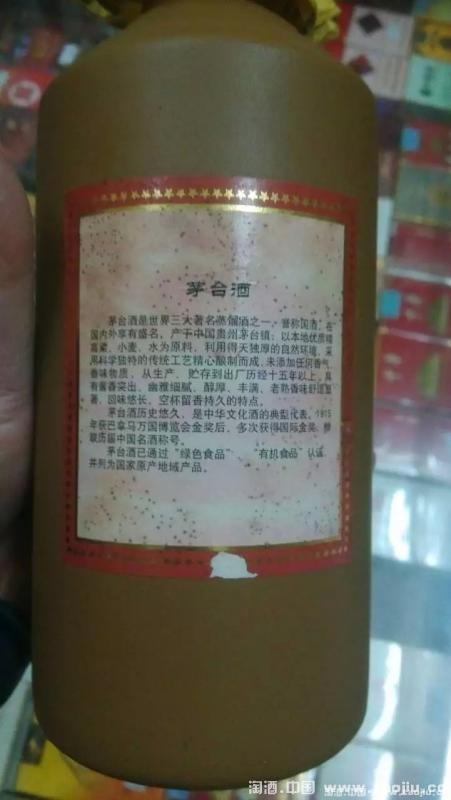 茅台酒
茅台酒是世界三大著名蒸馏酒之一，誉称国酒，在
国内外享有盛名，产于中国贵州茅台镇；以本地优质糯
高粱、小麦、水为原料，利用得天独厚的自然环境，采
用科学独特的传统工艺精心酿制而成，未添加任何香气、
香味物质，从生产、贮存到出厂历经十五年以上，具
有酱香突出、幽雅细腻、醇厚、丰满、老熟香味舒适显
著、回味悠长，空杯留香持久的特点。
茅台酒历史悠久，是中华文化酒的典型代表，1915
年获巴拿马万国博览会金奖后，多次获得国际金奖，蝉
联历届中国名酒称号。
茅台酒已通过“绿色食品”、“有机食品”认证，
并列为国家原产地域产品。
淘酒.中国 www.